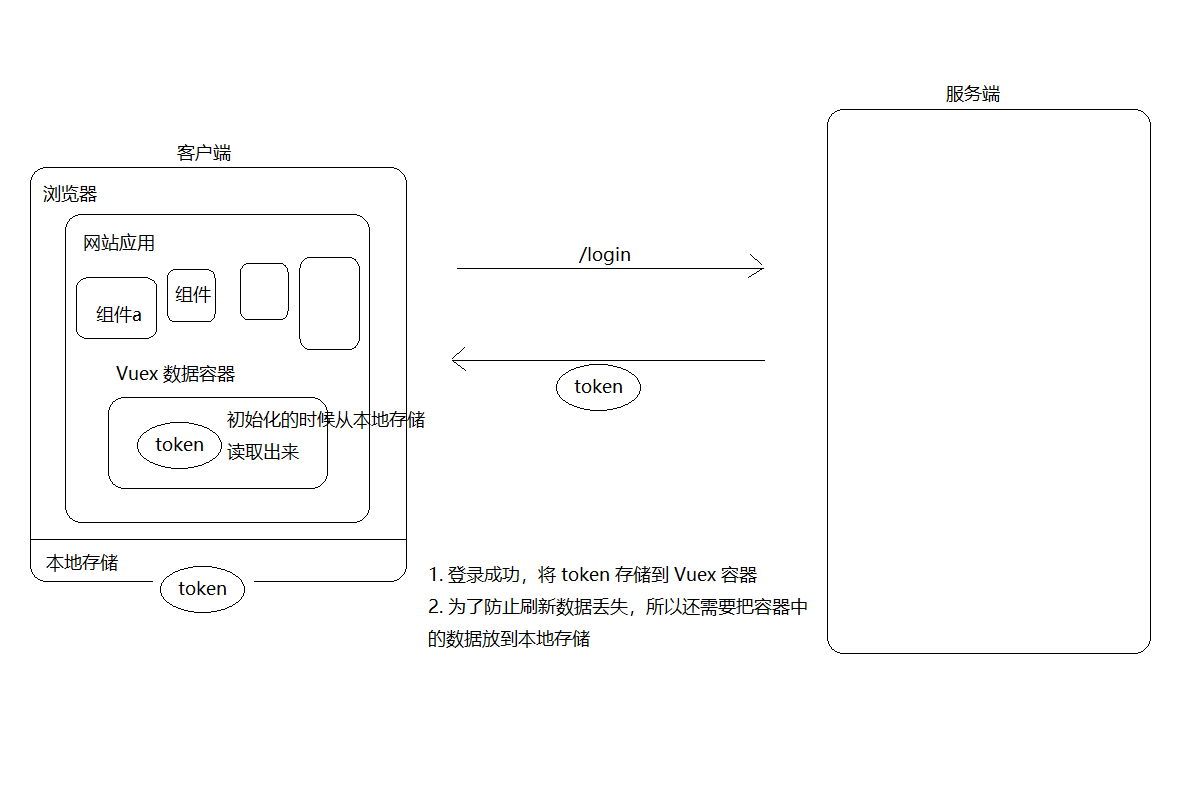 服务端
客户端
浏览器
网站应用
组件a
组件
/login
token
Vuex 数据容器
token
初始化的时候从本地存储
读取出来
本地存储
token
1. 登录成功，将 token 存储到 Vuex 容器
2. 为了防止刷新数据丢失，所以还需要把容器中
的数据放到本地存储